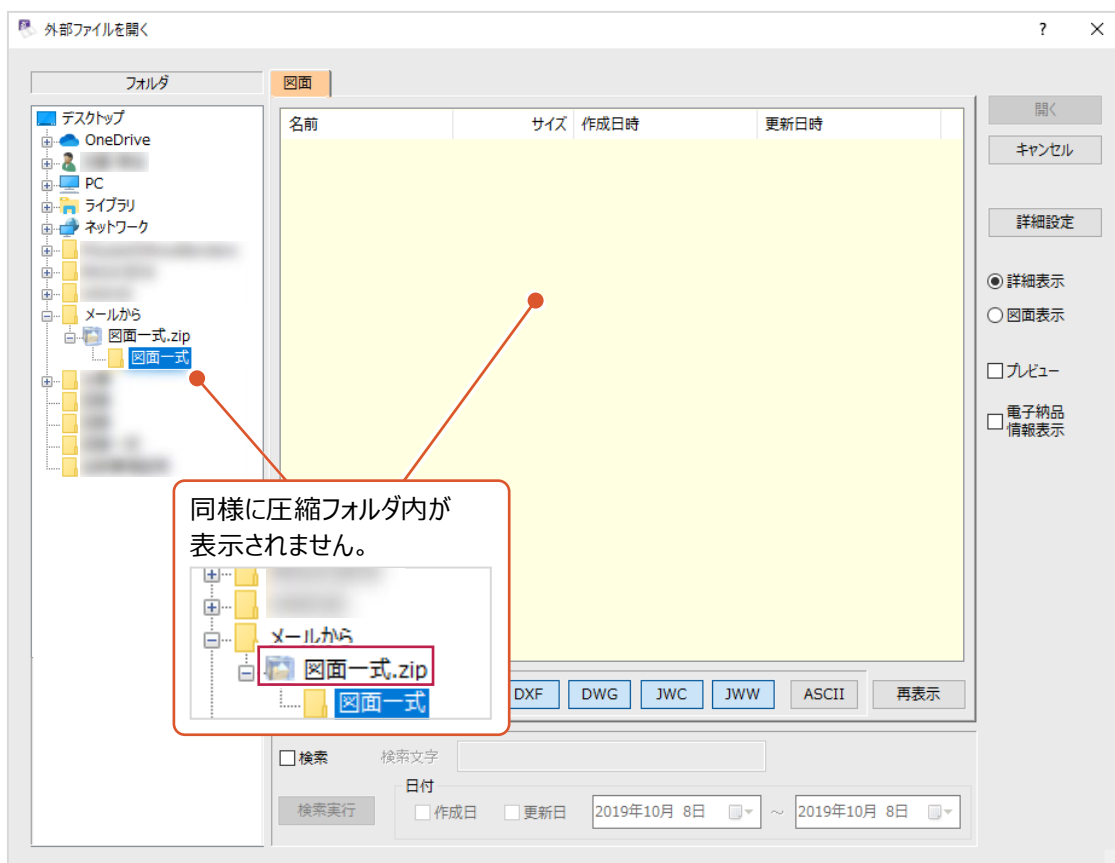 外部ファイルを開く
?
フォルダ
デスクトップ
OneDrive
PC
ライブラリ
ネットワーク
メールから
図面一式.zip
図面一式
図面
名前 サイズ 作成日時 更新日時
開く
キャンセル
詳細設定
詳細表示
図面表示
プレビュー
電子納品
情報表示
同様に圧縮フォルダ内が
表示されません。
メールから
図面一式.zip
図面一式
DXF DWG JWC JWW ASCII 再表示
検索 検索文字
日付
検索実行 作成日 更新日 2019年10月 8日 ～ 2019年10月 8日